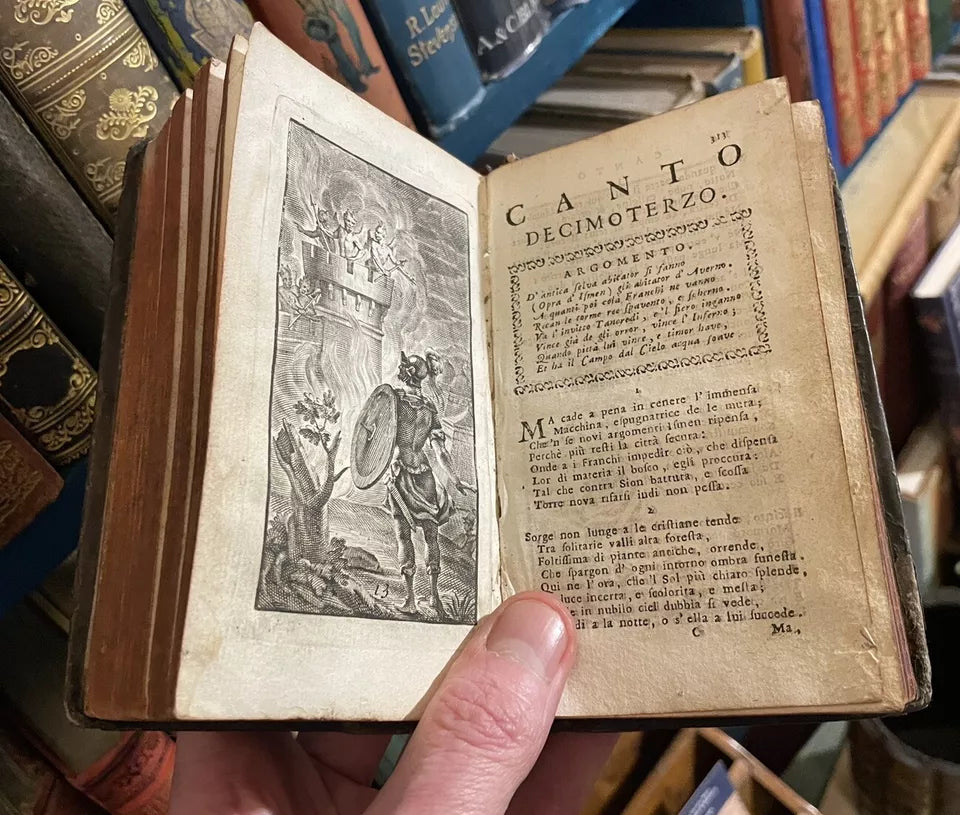 R. Lou
Stevens
A&C B
313
CANTO
DECIMOTERZO.
ARGOMENTO.
D' antica ſelva abitator ſi fanno
(Opra d' Iſmen) gli abitator d' Averno.
A quanti poi colà Franchi ne vanno
Recan le torme ree ſpavento, e ſcherno.
Va l'invitto Tancredi, e'l fiero inganno
Vince già de gli orror, vince l' Inferno;
Quando pietà lui vince, e timor have,
Et ha il Campo dal Cielo acqua ſoave.
1
MA cade a pena in cenere l' immenſa
Macchina, eſpugnatrice de le mura;
Che'n ſe novi argomenti Iſmen ripenſa,
Perchè più reſti la città ſecura:
Onde a i Franchi impedir ciò, che diſpenſa
Lor di materia il boſco, egli proccura:
Tal che contra Sion battuta, e ſcoſſa
Torre nova rifarſi indi non poſſa.
2
Sorge non lunge a le criſtiane tende
Tra ſolitarie valli alta foreſta,
Foltiſſima di piante antiche, orrende,
Che ſpargon d' ogni intorno ombra funeſta.
Qui ne l'ora, che 'l Sol più chiaro ſplende,
luce incerta, e ſcolorita, e meſta;
e in nubilo ciel dubbia ſi vede,
di a la notte, o s'ella a lui ſuccede.
Ma,
13